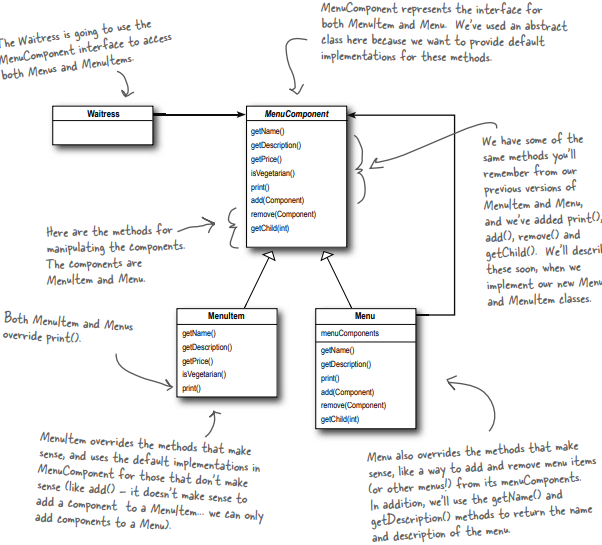 MenuComponent represents the interface for
both MenuItem and Menu. We've used an abstract
class here because we want to provide default
implementations for these methods.
The Waitress is going to use the
MenuComponent interface to access
both Menus and MenuItems.
Waitress
MenuComponent
getName()
getDescription()
getPrice()
isVegetarian()
print()
add(Component)
remove(Component)
getChild(int)
We have some of the
same methods you'll
remember from our
previous versions of
MenuItem and Menu,
and we've added print(),
add(), remove() and
getChild(). We'll describ
these soon, when we
implement our new Menu
and MenuItem classes.
Here are the methods for
manipulating the components.
The components are
MenuItem and Menu.
MenuItem
getName()
getDescription()
getPrice()
isVegetarian()
print()
Menu
menuComponents
getName()
getDescription()
print()
add(Component)
remove(Component)
getChild(int)
Both MenuItem and Menus
override print().
MenuItem overrides the methods that make
sense, and uses the default implementations in
MenuComponent for those that don't make
sense (like add() – it doesn't make sense to
add a component to a MenuItem... we can only
add components to a Menu).
Menu also overrides the methods that make
sense, like a way to add and remove menu items
(or other menus!) from its menuComponents.
In addition, we'll use the getName() and
getDescription() methods to return the name
and description of the menu.